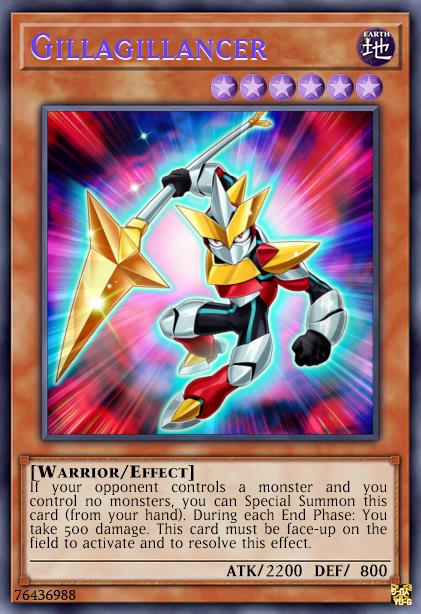 Gillagillancer
EARTH
地
[Warrior/Effect]
If your opponent controls a monster and you
control no monsters, you can Special Summon this
card (from your hand). During each End Phase: You
take 500 damage. This card must be face-up on the
field to activate and to resolve this effect.
ATK/2200 DEF/ 800
76436988